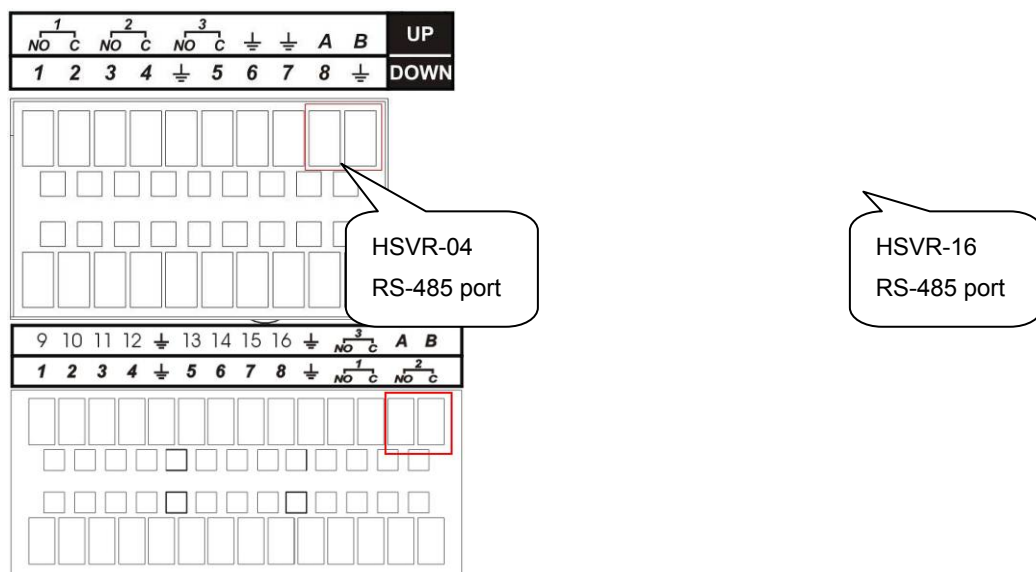 1 2 3
NO C NO C NO C ⏚ ⏚ A B UP
1 2 3 4 ⏚ 5 6 7 8 ⏚ DOWN
HSVR-04
RS-485 port
HSVR-16
RS-485 port
3
9 10 11 12 ⏚ 13 14 15 16 ⏚ NO C A B
1 2
1 2 3 4 ⏚ 5 6 7 8 ⏚ NO C NO C